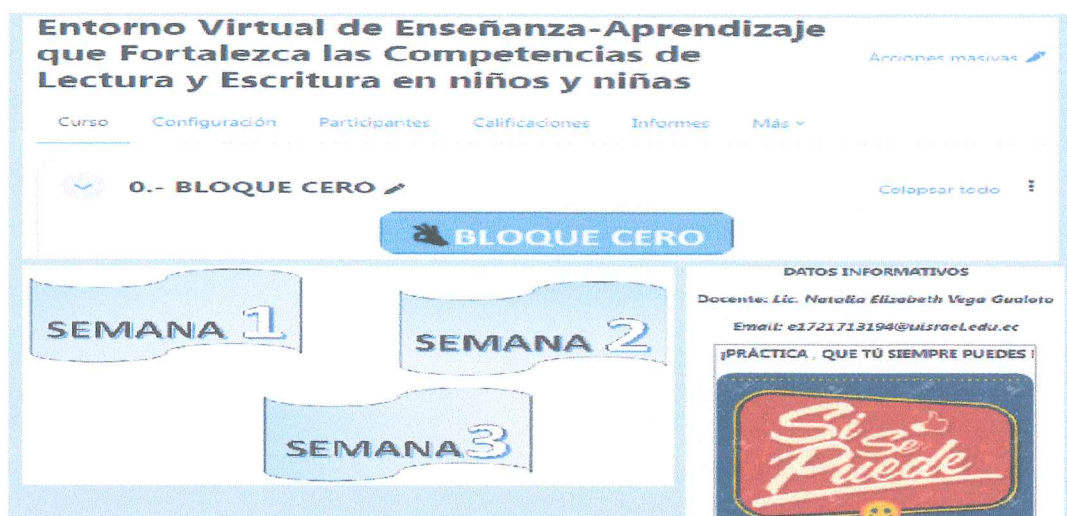 Entorno Virtual de Enseñanza-Aprendizaje
que Fortalezca las Competencias de
Lectura y Escritura en niños y niñas
Acciones masivas
Curso Configuración Participantes Calificaciones Informes Más
0.- BLOQUE CERO
Colapsar todo
BLOQUE CERO
SEMANA 1
SEMANA 2
SEMANA 3
DATOS INFORMATIVOS
Docente: Lic. Natalia Elizabeth Vega Gualoto
Email: e1721713194@uisrael.edu.ec
¡PRÁCTICA , QUE TÚ SIEMPRE PUEDES !
Si Se
Puede